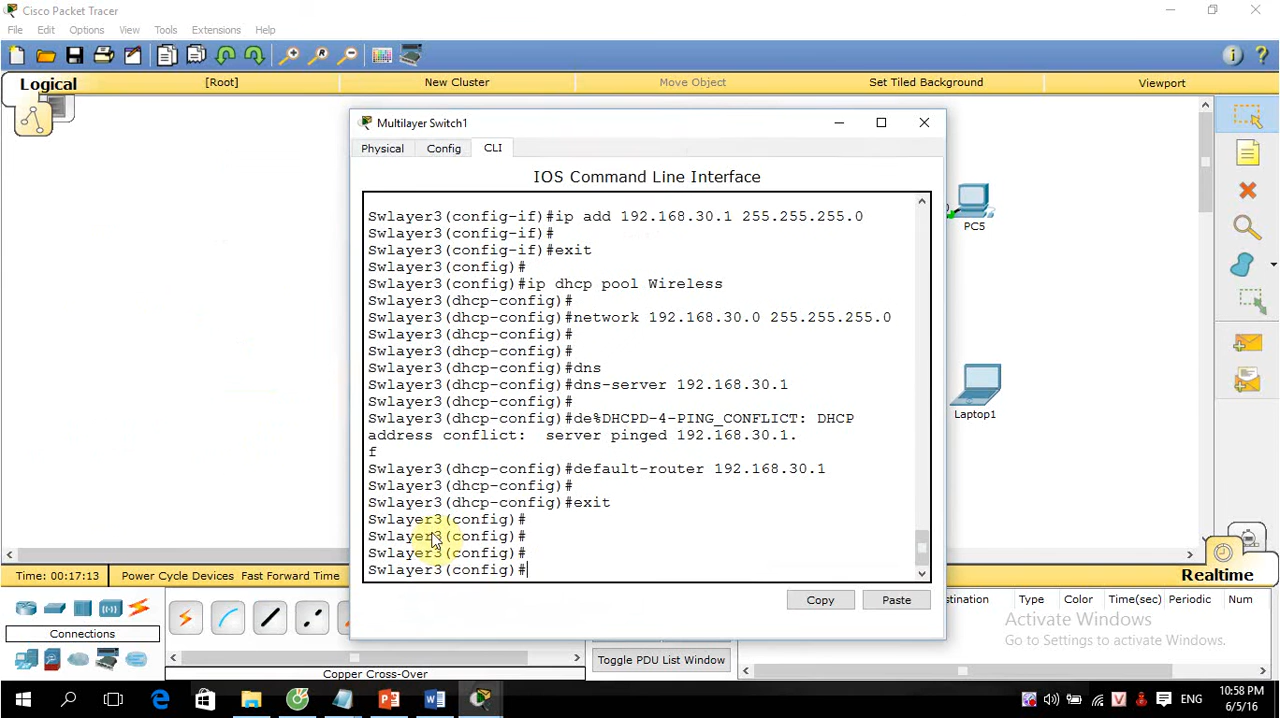 Cisco Packet Tracer
File Edit Options View Tools Extensions Help
Logical [Root] New Cluster Move Object Set Tiled Background Viewport
Multilayer Switch1
Physical Config CLI
IOS Command Line Interface
Swlayer3(config-if)#ip add 192.168.30.1 255.255.255.0
Swlayer3(config-if)#
Swlayer3(config-if)#exit
Swlayer3(config)#
Swlayer3(config)#ip dhcp pool Wireless
Swlayer3(dhcp-config)#
Swlayer3(dhcp-config)#network 192.168.30.0 255.255.255.0
Swlayer3(dhcp-config)#
Swlayer3(dhcp-config)#
Swlayer3(dhcp-config)#dns
Swlayer3(dhcp-config)#dns-server 192.168.30.1
Swlayer3(dhcp-config)#
Swlayer3(dhcp-config)#de%DHCPD-4-PING_CONFLICT: DHCP
address conflict: server pinged 192.168.30.1.
f
Swlayer3(dhcp-config)#default-router 192.168.30.1
Swlayer3(dhcp-config)#
Swlayer3(dhcp-config)#exit
Swlayer3(config)#
Swlayer3(config)#
Swlayer3(config)#
Swlayer3(config)#
Copy Paste
PC5
Laptop1
Time: 00:17:13 Power Cycle Devices Fast Forward Time Realtime
Connections
Copper Cross-Over
Toggle PDU List Window
stination Type Color Time(sec) Periodic Num
Activate Windows
Go to Settings to activate Windows.
ENG
10:58 PM
6/5/16